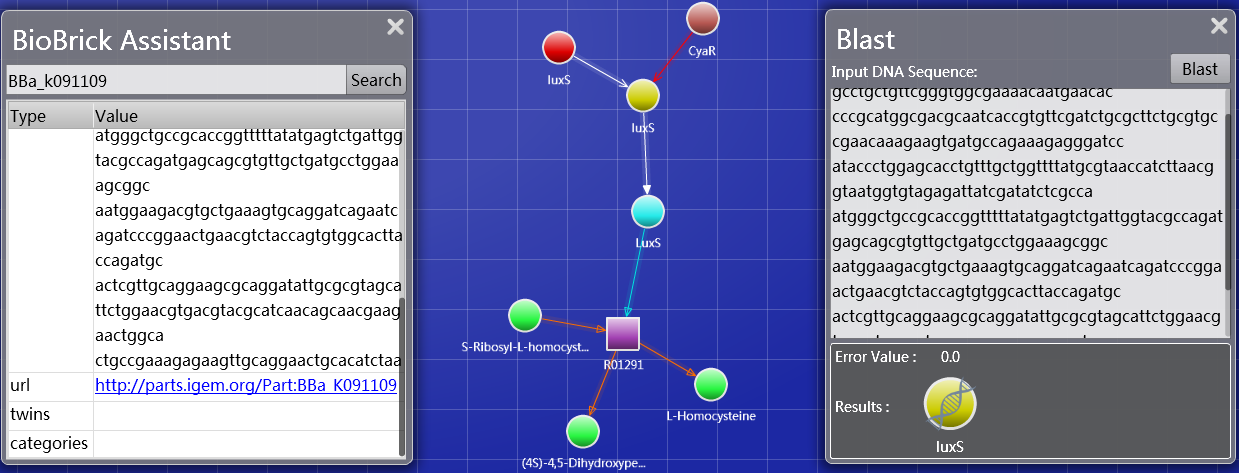 BioBrick Assistant
BBa_k091109
Search
Type
Value
atgggctgccgcaccggtttttatatgagtctgattgg
tacgccagatgagcagcgtgttgctgatgcctggaa
agcggc
aatggaagacgtgctgaaagtgcaggatcagaatc
agatcccggaactgaacgtctaccagtgtggcactta
ccagatgc
actcgttgcaggaagcgcaggatattgcgcgtagca
ttctggaacgtgacgtacgcatcaacagcaacgaag
aactggca
ctgccgaaagagaagttgcaggaactgcacatctaa
url
http://parts.igem.org/Part:BBa_K091109
twins
categories
CyaR
luxS
luxS
LuxS
S-Ribosyl-L-homocyst...
R01291
L-Homocysteine
(4S)-4,5-Dihydroxype...
Blast
Input DNA Sequence:
Blast
gcctgctgttcgggtggcgaaaacaatgaacac
cccgcatggcgacgcaatcaccgtgttcgatctgcgcttctgcgtgc
cgaacaaagaagtgatgccagaaagagggatcc
ataccctggagcacctgtttgctggttttatgcgtaaccatcttaacg
gtaatggtgtagagattatcgatatctcgcca
atgggctgccgcaccggtttttatatgagtctgattggtacgccagat
gagcagcgtgttgctgatgcctggaaagcggc
aatggaagacgtgctgaaagtgcaggatcagaatcagatcccgga
actgaacgtctaccagtgtggcacttaccagatgc
actcgttgcaggaagcgcaggatattgcgcgtagcattctggaacg
Error Value :
0.0
Results :
luxS